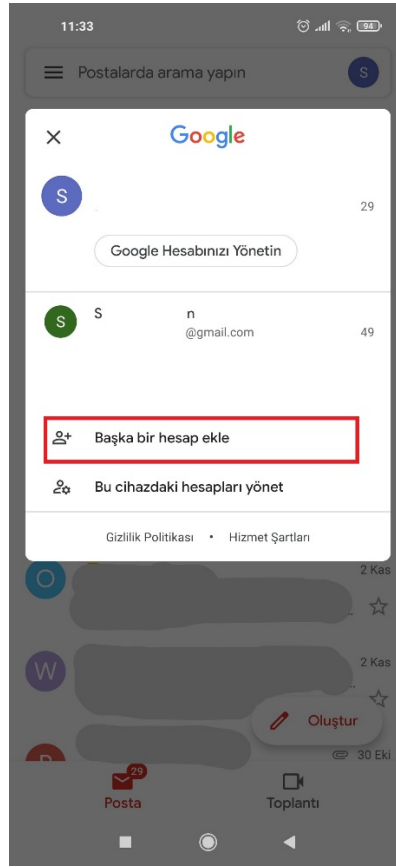 11:33
94
Postalarda arama yapın
S
Google
S
29
Google Hesabınızı Yönetin
S
S n
@gmail.com
49
Başka bir hesap ekle
Bu cihazdaki hesapları yönet
Gizlilik Politikası • Hizmet Şartları
O
2 Kas
W
2 Kas
Oluştur
30 Eki
29
Posta
Toplantı